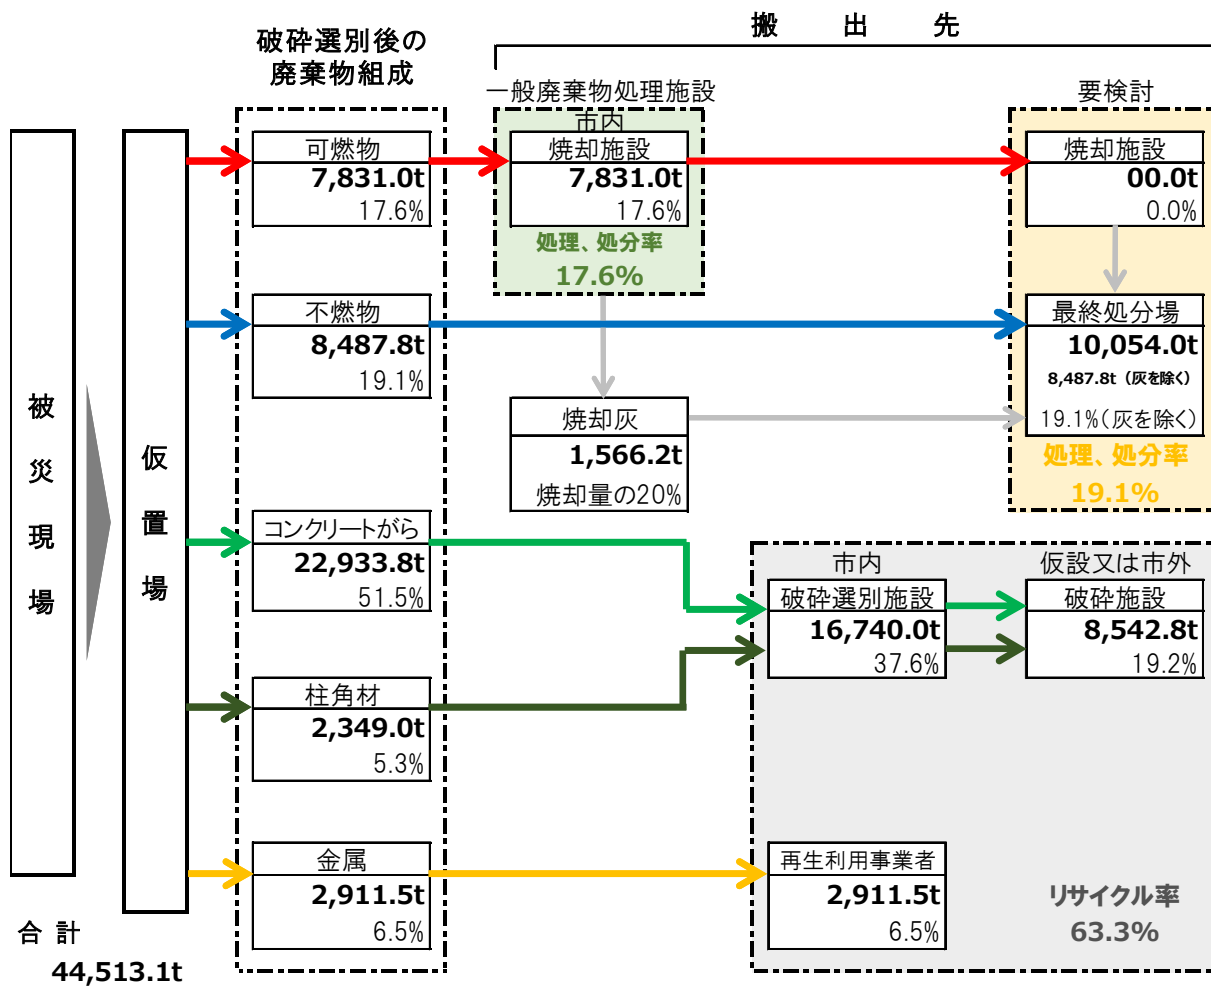 搬 出 先
破砕選別後の
廃棄物組成
一般廃棄物処理施設
要検討
市内
可燃物
7,831.0t
17.6%
焼却施設
7,831.0t
17.6%
処理、処分率
17.6%
焼却施設
00.0t
0.0%
不燃物
8,487.8t
19.1%
最終処分場
10,054.0t
8,487.8t（灰を除く）
19.1%（灰を除く）
処理、処分率
19.1%
焼却灰
1,566.2t
焼却量の20%
被災現場
仮置場
コンクリートがら
22,933.8t
51.5%
市内
破砕選別施設
16,740.0t
37.6%
仮設又は市外
破砕施設
8,542.8t
19.2%
柱角材
2,349.0t
5.3%
金属
2,911.5t
6.5%
再生利用事業者
2,911.5t
6.5%
リサイクル率
63.3%
合 計
44,513.1t